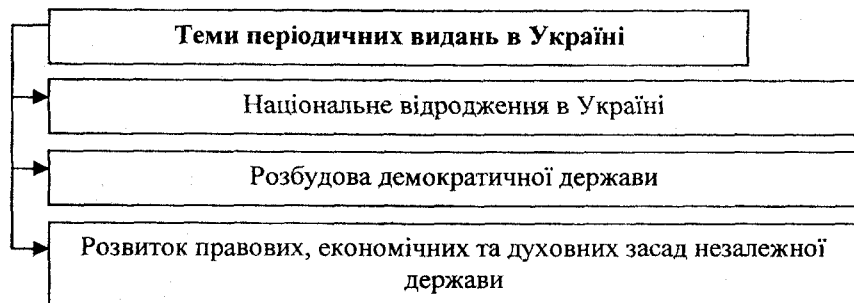 Теми періодичних видань в Україні
Національне відродження в Україні
Розбудова демократичної держави
Розвиток правових, економічних та духовних засад незалежної
держави